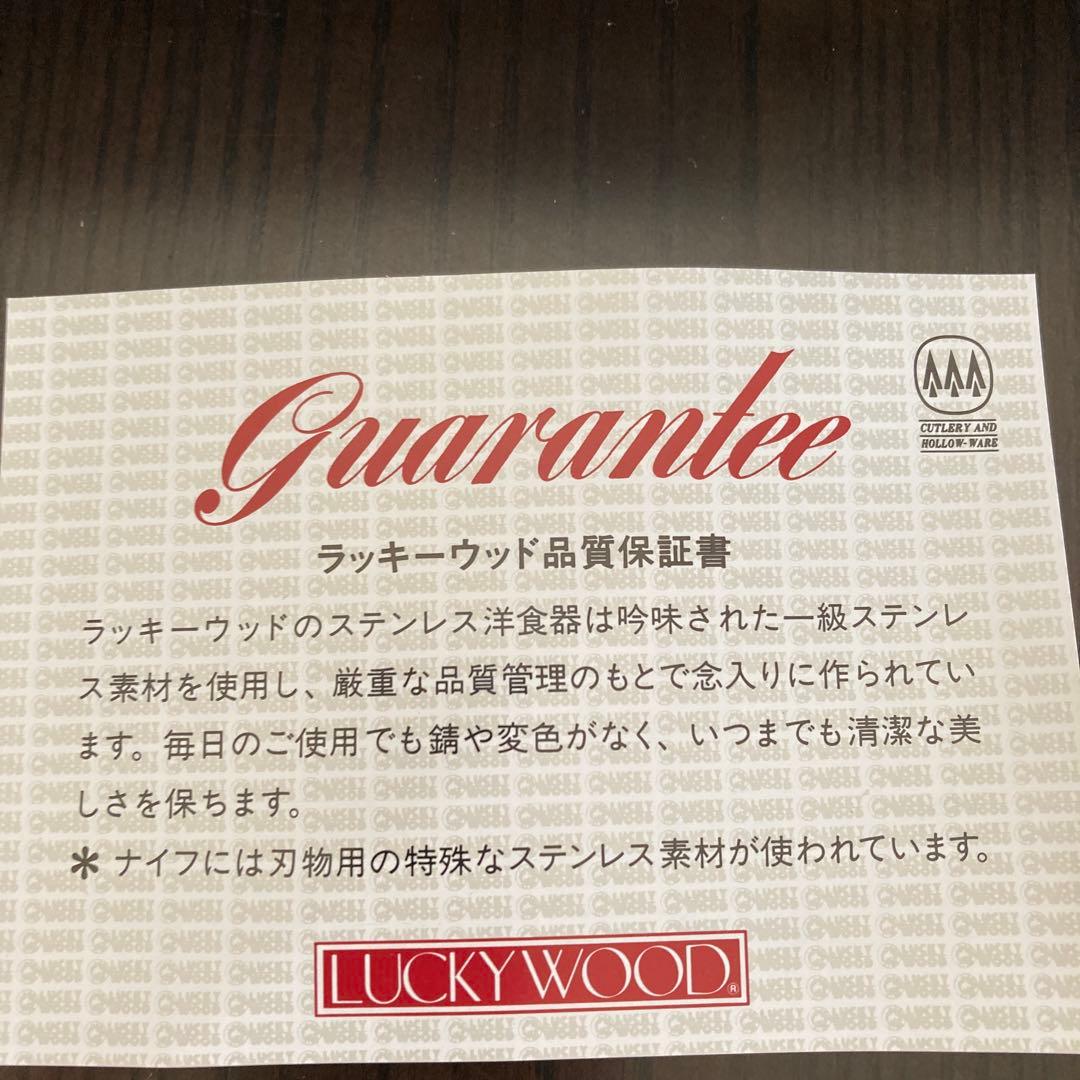 Guarantee
CUTLERY AND
HOLLOW-WARE
ラッキーウッド品質保証書
ラッキーウッドのステンレス洋食器は吟味された一級ステンレ
ス素材を使用し、厳重な品質管理のもとで念入りに作られてい
ます。毎日のご使用でも錆や変色がなく、いつまでも清潔な美
しさを保ちます。
＊ナイフには刃物用の特殊なステンレス素材が使われています。
LUCKYWOOD®